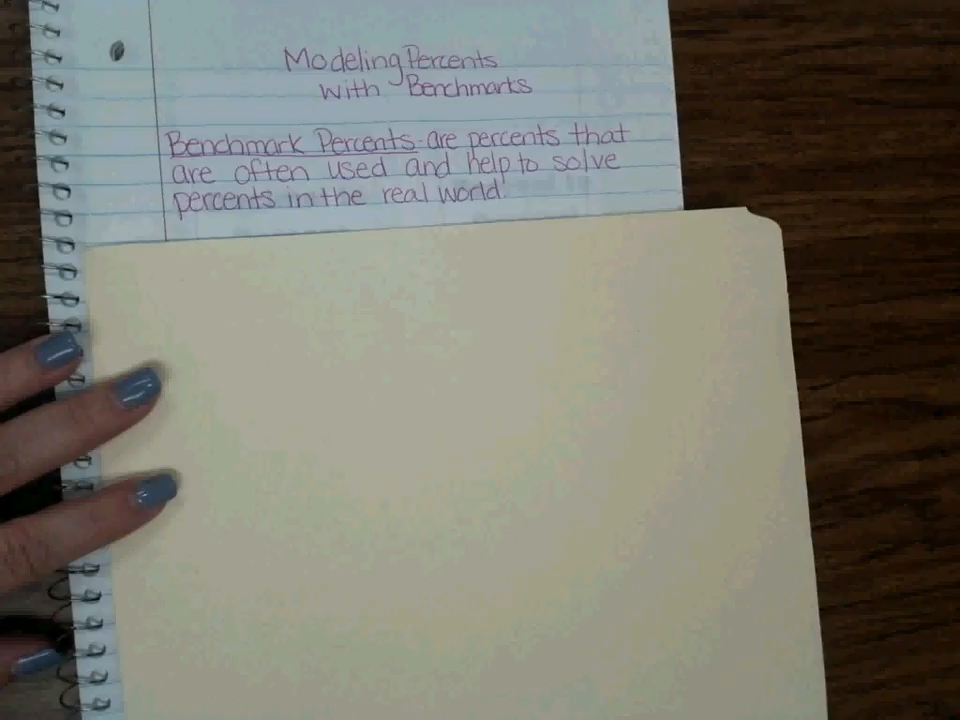 Modeling Percents
with Benchmarks
Benchmark Percents - are percents that
are often used and help to solve
percents in the real world!